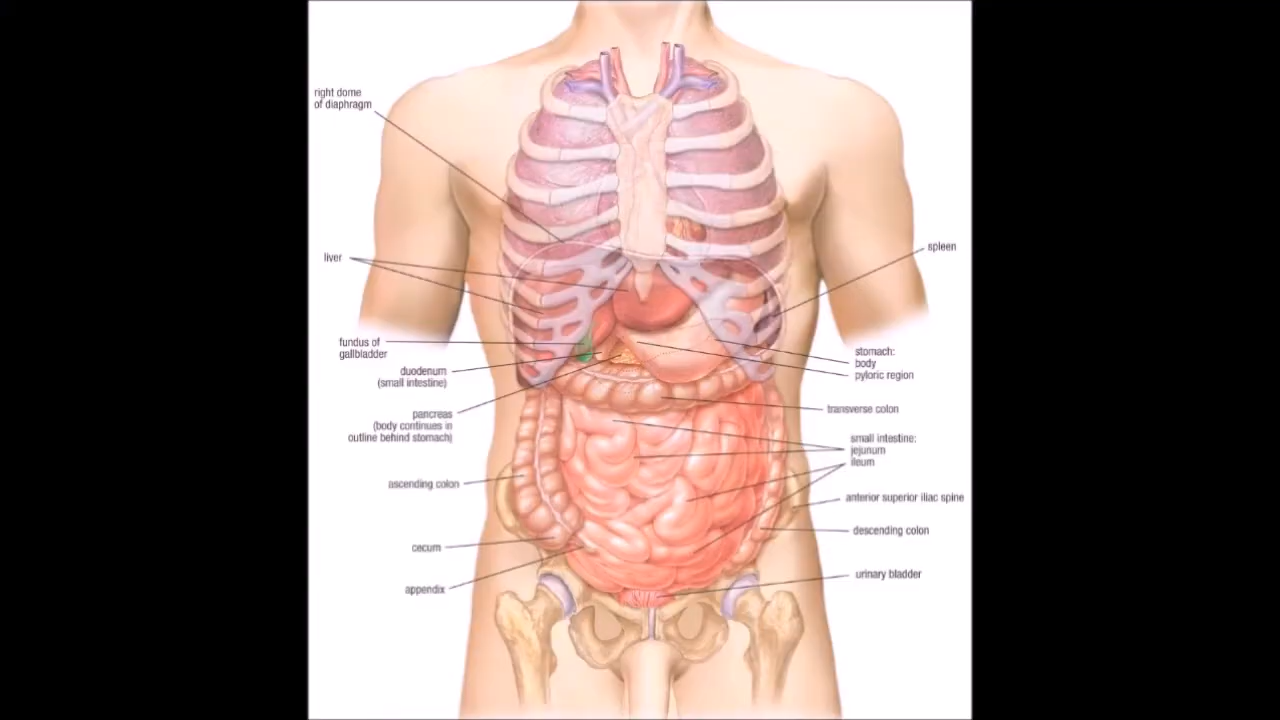 right dome
of diaphragm
liver
fundus of
gallbladder
duodenum
(small intestine)
pancreas
(body continues in
outline behind stomach)
ascending colon
cecum
appendix
spleen
stomach:
body
pyloric region
transverse colon
small intestine:
jejunum
ileum
anterior superior iliac spine
descending colon
urinary bladder